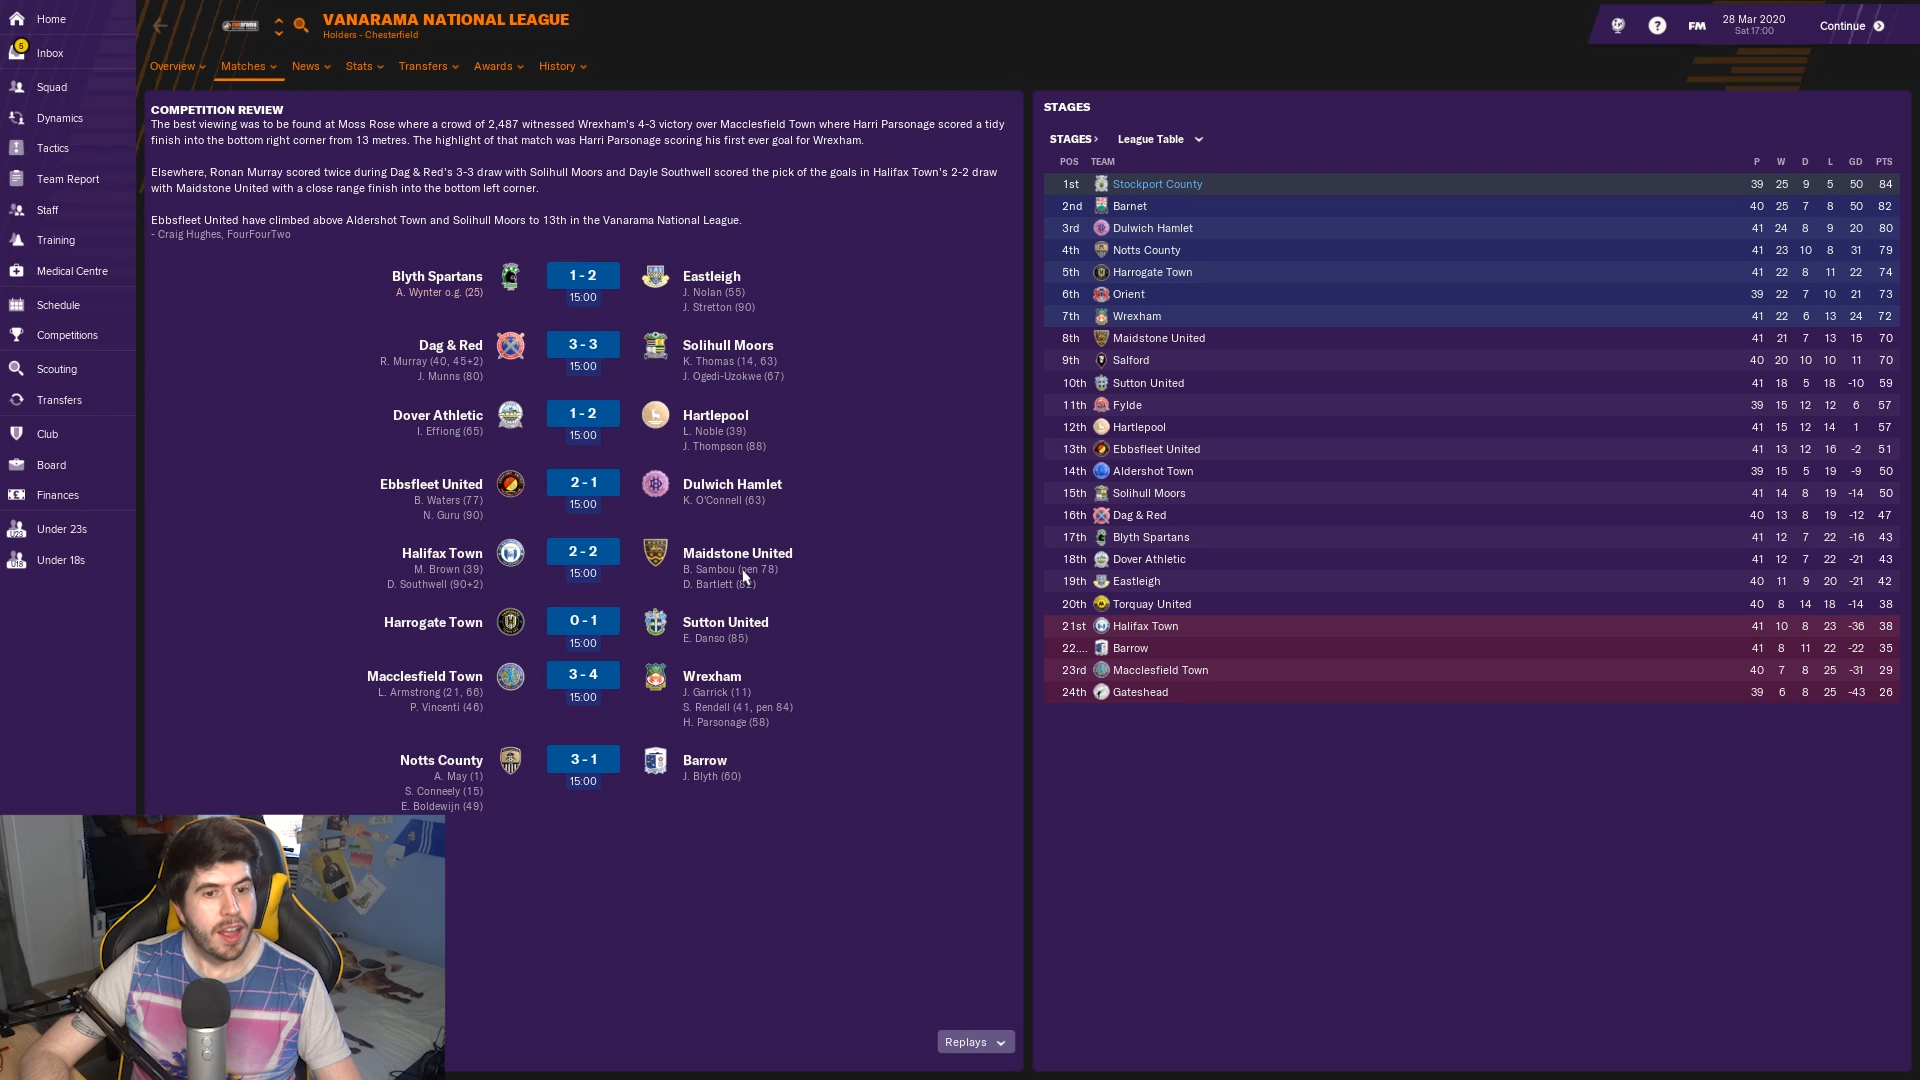 Home
5
Inbox
Squad
Dynamics
Tactics
Team Report
Staff
Training
Medical Centre
Schedule
Competitions
Scouting
Transfers
Club
Board
Finances
U23
Under 23s
U18
Under 18s
VANARAMA NATIONAL LEAGUE
Holders - Chesterfield
Overview
Matches
News
Stats
Transfers
Awards
History
?
FM
28 Mar 2020
Sat 17:00
Continue
COMPETITION REVIEW
The best viewing was to be found at Moss Rose where a crowd of 2,487 witnessed Wrexham's 4-3 victory over Macclesfield Town where Harri Parsonage scored a tidy
finish into the bottom right corner from 13 metres. The highlight of that match was Harri Parsonage scoring his first ever goal for Wrexham.
Elsewhere, Ronan Murray scored twice during Dag & Red's 3-3 draw with Solihull Moors and Dayle Southwell scored the pick of the goals in Halifax Town's 2-2 draw
with Maidstone United with a close range finish into the bottom left corner.
Ebbsfleet United have climbed above Aldershot Town and Solihull Moors to 13th in the Vanarama National League.
- Craig Hughes, FourFourTwo
Blyth Spartans 1 - 2 Eastleigh
A. Wynter o.g. (25) 15:00 J. Nolan (55)
J. Stretton (90)
Dag & Red 3 - 3 Solihull Moors
R. Murray (40, 45+2) 15:00 K. Thomas (14, 63)
J. Munns (80) J. Ogedi-Uzokwe (67)
Dover Athletic 1 - 2 Hartlepool
I. Effiong (65) 15:00 L. Noble (39)
J. Thompson (88)
Ebbsfleet United 2 - 1 Dulwich Hamlet
B. Waters (77) 15:00 K. O'Connell (63)
N. Guru (90)
Halifax Town 2 - 2 Maidstone United
M. Brown (39) 15:00 B. Sambou (pen 78)
D. Southwell (90+2) D. Bartlett (82)
Harrogate Town 0 - 1 Sutton United
15:00 E. Danso (85)
Macclesfield Town 3 - 4 Wrexham
L. Armstrong (21, 66) 15:00 J. Garrick (11)
P. Vincenti (46) S. Rendell (41, pen 84)
H. Parsonage (58)
Notts County 3 - 1 Barrow
A. May (1) 15:00 J. Blyth (60)
S. Conneely (15)
E. Boldewijn (49)
Replays
STAGES
STAGES› League Table
POS TEAM P W D L GD PTS
1st Stockport County 39 25 9 5 50 84
2nd Barnet 40 25 7 8 50 82
3rd Dulwich Hamlet 41 24 8 9 20 80
4th Notts County 41 23 10 8 31 79
5th Harrogate Town 41 22 8 11 22 74
6th Orient 39 22 7 10 21 73
7th Wrexham 41 22 6 13 24 72
8th Maidstone United 41 21 7 13 15 70
9th Salford 40 20 10 10 11 70
10th Sutton United 41 18 5 18 -10 59
11th Fylde 39 15 12 12 6 57
12th Hartlepool 41 15 12 14 1 57
13th Ebbsfleet United 41 13 12 16 -2 51
14th Aldershot Town 39 15 5 19 -9 50
15th Solihull Moors 41 14 8 19 -14 50
16th Dag & Red 40 13 8 19 -12 47
17th Blyth Spartans 41 12 7 22 -16 43
18th Dover Athletic 41 12 7 22 -21 43
19th Eastleigh 40 11 9 20 -21 42
20th Torquay United 40 8 14 18 -14 38
21st Halifax Town 41 10 8 23 -36 38
22.... Barrow 41 8 11 22 -22 35
23rd Macclesfield Town 40 7 8 25 -31 29
24th Gateshead 39 6 8 25 -43 26